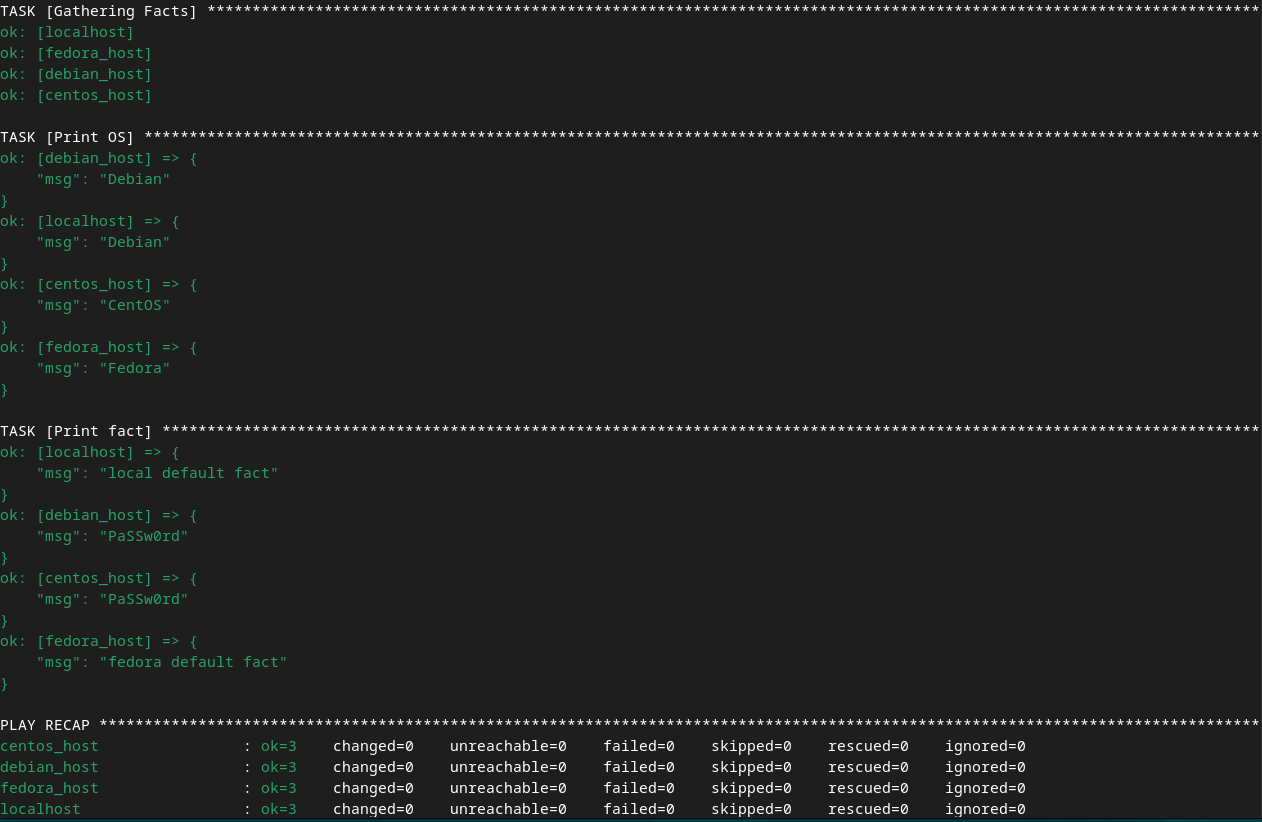 TASK [Gathering Facts] *********************************************************************************************************************
ok: [localhost]
ok: [fedora_host]
ok: [debian_host]
ok: [centos_host]
TASK [Print OS] ****************************************************************************************************************************
ok: [debian_host] => {
    "msg": "Debian"
}
ok: [localhost] => {
    "msg": "Debian"
}
ok: [centos_host] => {
    "msg": "CentOS"
}
ok: [fedora_host] => {
    "msg": "Fedora"
}
TASK [Print fact] **************************************************************************************************************************
ok: [localhost] => {
    "msg": "local default fact"
}
ok: [debian_host] => {
    "msg": "PaSSw0rd"
}
ok: [centos_host] => {
    "msg": "PaSSw0rd"
}
ok: [fedora_host] => {
    "msg": "fedora default fact"
}
PLAY RECAP *********************************************************************************************************************************
centos_host                : ok=3    changed=0    unreachable=0    failed=0    skipped=0    rescued=0    ignored=0
debian_host                : ok=3    changed=0    unreachable=0    failed=0    skipped=0    rescued=0    ignored=0
fedora_host                : ok=3    changed=0    unreachable=0    failed=0    skipped=0    rescued=0    ignored=0
localhost                  : ok=3    changed=0    unreachable=0    failed=0    skipped=0    rescued=0    ignored=0